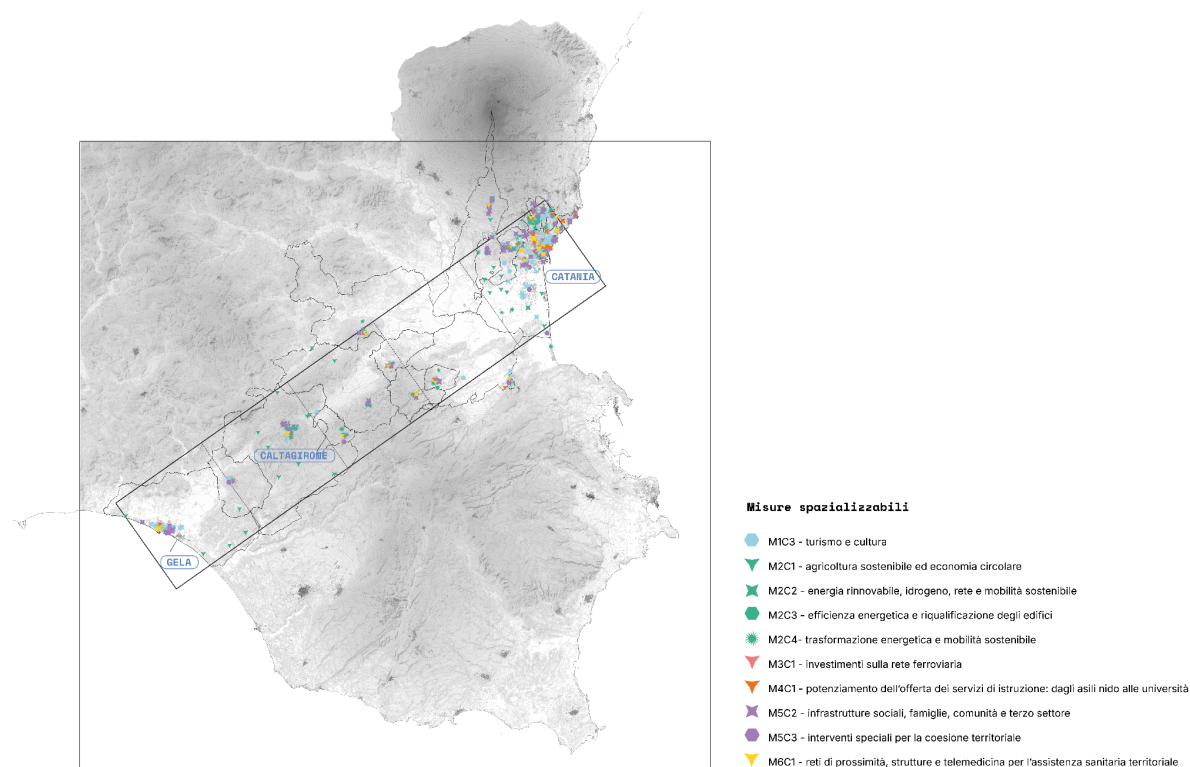 CATANIA
CALTAGIRONE
GELA
Misure spazializzabili
M1C3 - turismo e cultura
M2C1 - agricoltura sostenibile ed economia circolare
M2C2 - energia rinnovabile, idrogeno, rete e mobilità sostenibile
M2C3 - efficienza energetica e riqualificazione degli edifici
M2C4- trasformazione energetica e mobilità sostenibile
M3C1 - investimenti sulla rete ferroviaria
M4C1 - potenziamento dell'offerta dei servizi di istruzione: dagli asili nido alle università
M5C2 - infrastrutture sociali, famiglie, comunità e terzo settore
M5C3 - interventi speciali per la coesione territoriale
M6C1 - reti di prossimità, strutture e telemedicina per l'assistenza sanitaria territoriale